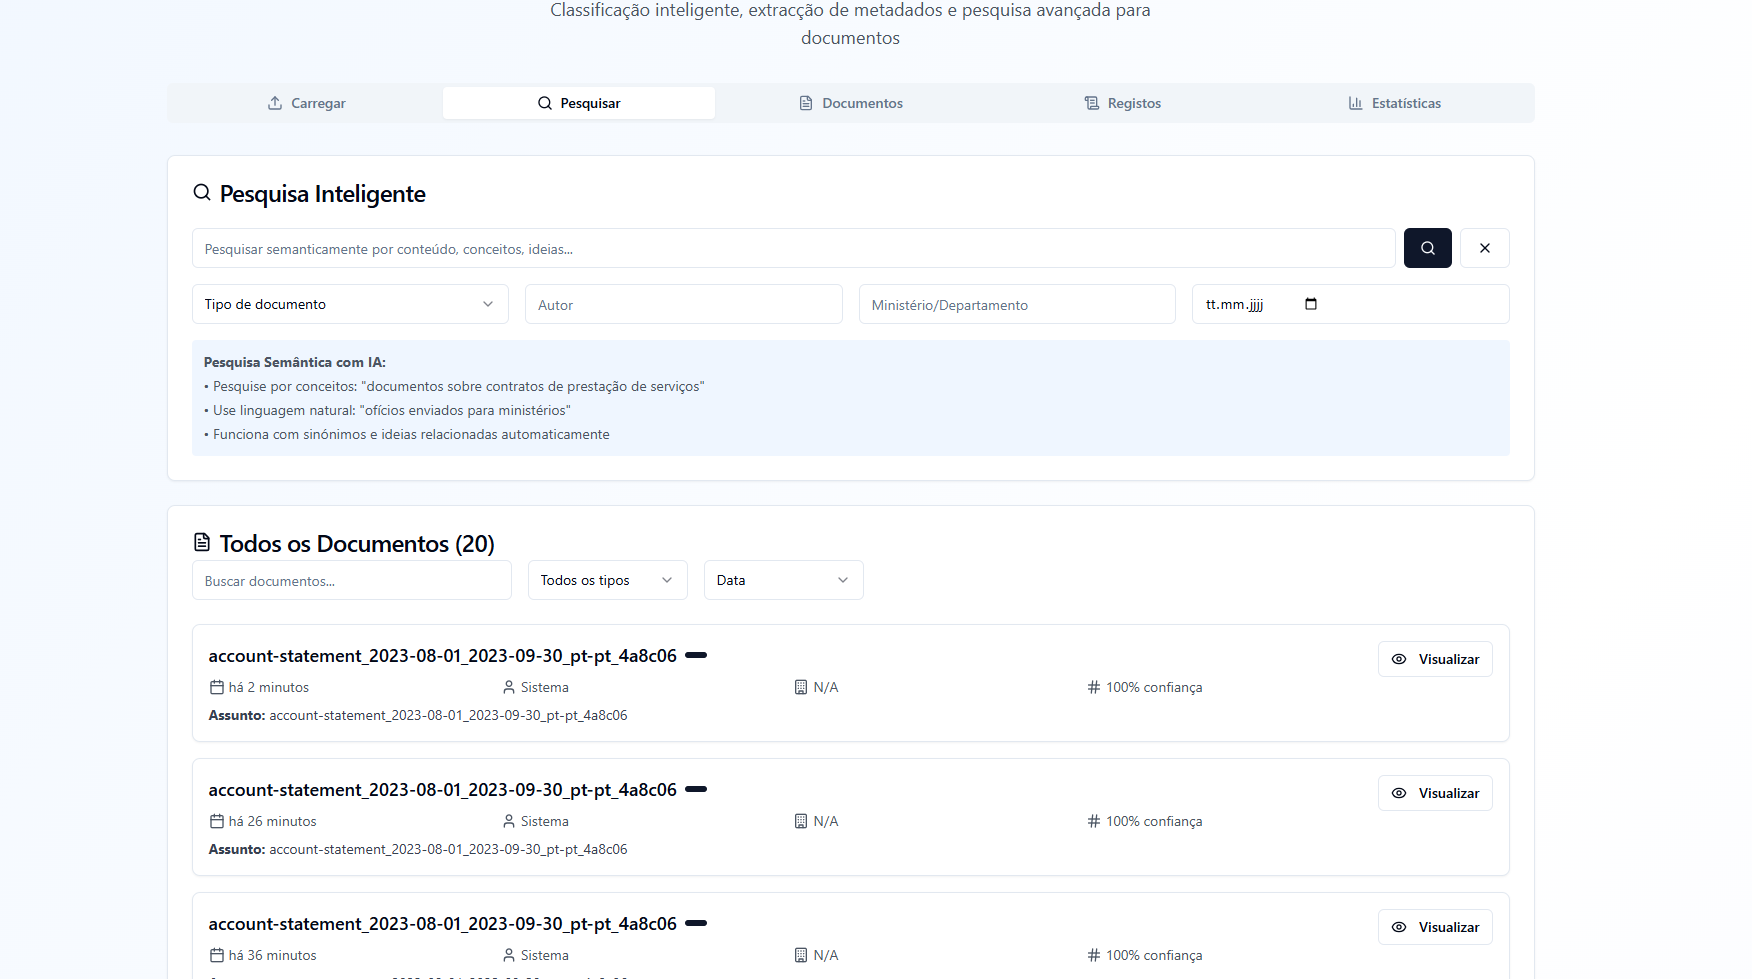 Classificação inteligente, extracção de metadados e pesquisa avançada para
documentos
Carregar
Pesquisar
Documentos
Registos
Estatísticas
Pesquisa Inteligente
Pesquisar semanticamente por conteúdo, conceitos, ideias...
Tipo de documento
Autor
Ministério/Departamento
tt.mm.jjjj
Pesquisa Semântica com IA:
• Pesquise por conceitos: "documentos sobre contratos de prestação de serviços"
• Use linguagem natural: "ofícios enviados para ministérios"
• Funciona com sinónimos e ideias relacionadas automaticamente
Todos os Documentos (20)
Buscar documentos...
Todos os tipos
Data
account-statement_2023-08-01_2023-09-30_pt-pt_4a8c06
Visualizar
há 2 minutos
Sistema
N/A
100% confiança
Assunto: account-statement_2023-08-01_2023-09-30_pt-pt_4a8c06
account-statement_2023-08-01_2023-09-30_pt-pt_4a8c06
Visualizar
há 26 minutos
Sistema
N/A
100% confiança
Assunto: account-statement_2023-08-01_2023-09-30_pt-pt_4a8c06
account-statement_2023-08-01_2023-09-30_pt-pt_4a8c06
Visualizar
há 36 minutos
Sistema
N/A
100% confiança